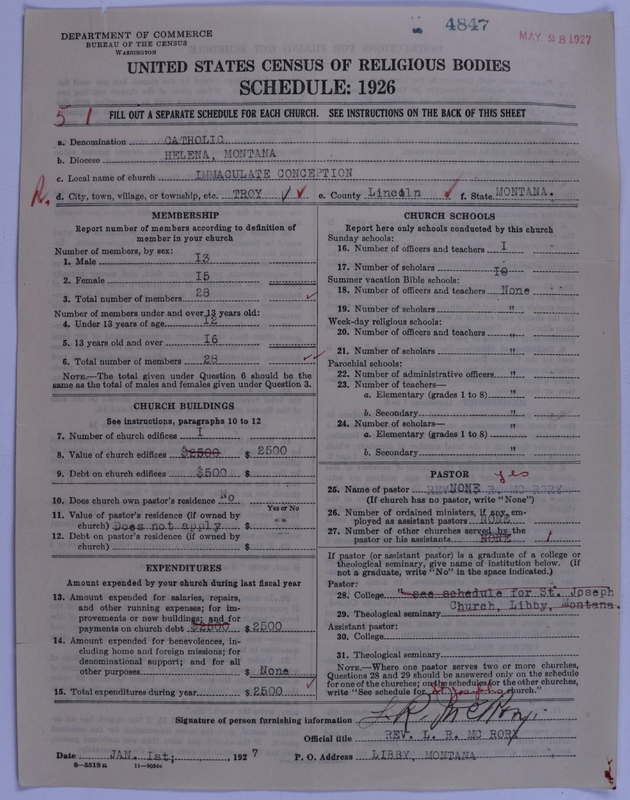 4847
MAY 28 1927
DEPARTMENT OF COMMERCE
BUREAU OF THE CENSUS
WASHINGTON
UNITED STATES CENSUS OF RELIGIOUS BODIES
SCHEDULE: 1926
5 1
FILL OUT A SEPARATE SCHEDULE FOR EACH CHURCH. SEE INSTRUCTIONS ON THE BACK OF THIS SHEET
a. Denomination CATHOLIC
b. Diocese HELENA, MONTANA
c. Local name of church IMMACULATE CONCEPTION
R. d. City, town, village, or township, etc. TROY e. County Lincoln f. State MONTANA.
MEMBERSHIP
Report number of members according to definition of
member in your church
Number of members, by sex:
1. Male 13
2. Female 15
3. Total number of members 28
Number of members under and over 13 years old:
4. Under 13 years of age 12
5. 13 years old and over 16
6. Total number of members 28
NOTE.—The total given under Question 6 should be the
same as the total of males and females given under Question 3.
CHURCH BUILDINGS
See instructions, paragraphs 10 to 12
7. Number of church edifices 1
8. Value of church edifices $2500 $ 2500
9. Debt on church edifices $500 $
10. Does church own pastor's residence No
Yes or No
11. Value of pastor's residence (if owned by
church) Does not apply $ "
12. Debt on pastor's residence (if owned by
church) $
EXPENDITURES
Amount expended by your church during last fiscal year
13. Amount expended for salaries, repairs,
and other running expenses; for im-
provements or new buildings; and for
payments on church debt $2500 $ 2500
14. Amount expended for benevolences, in-
cluding home and foreign missions; for
denominational support; and for all
other purposes $ None
15. Total expenditures during year $ 2500
CHURCH SCHOOLS
Report here only schools conducted by this church
Sunday schools:
16. Number of officers and teachers 1
17. Number of scholars 18
Summer vacation Bible schools:
18. Number of officers and teachers None
19. Number of scholars "
Week-day religious schools:
20. Number of officers and teachers "
21. Number of scholars "
Parochial schools:
22. Number of administrative officers "
23. Number of teachers—
a. Elementary (grades 1 to 8) "
b. Secondary "
24. Number of scholars—
a. Elementary (grades 1 to 8) "
b. Secondary "
PASTOR yes
25. Name of pastor REV. NONE R. MC RORY
(If church has no pastor, write "None")
26. Number of ordained ministers, if any, em-
ployed as assistant pastors NONE
27. Number of other churches served by the
pastor or his assistants NONE 1
If pastor (or assistant pastor) is a graduate of a college or
theological seminary, give name of institution below. (If
not a graduate, write "No" in the space indicated.)
Pastor:
28. College "see schedule for St. Joseph
Church, Libby, Montana.
29. Theological seminary
Assistant pastor:
30. College
31. Theological seminary
NOTE.—Where one pastor serves two or more churches,
Questions 28 and 29 should be answered only on the schedule
for one of the churches; on the schedules for the other churches,
write "See schedule for St Josephs church."
Signature of person furnishing information L R McRory.
Official title REV. L. R. MC RORY
Date JAN. 1st; , 1927 P. O. Address LIBBY, MONTANA
8—5518a 11—9034a